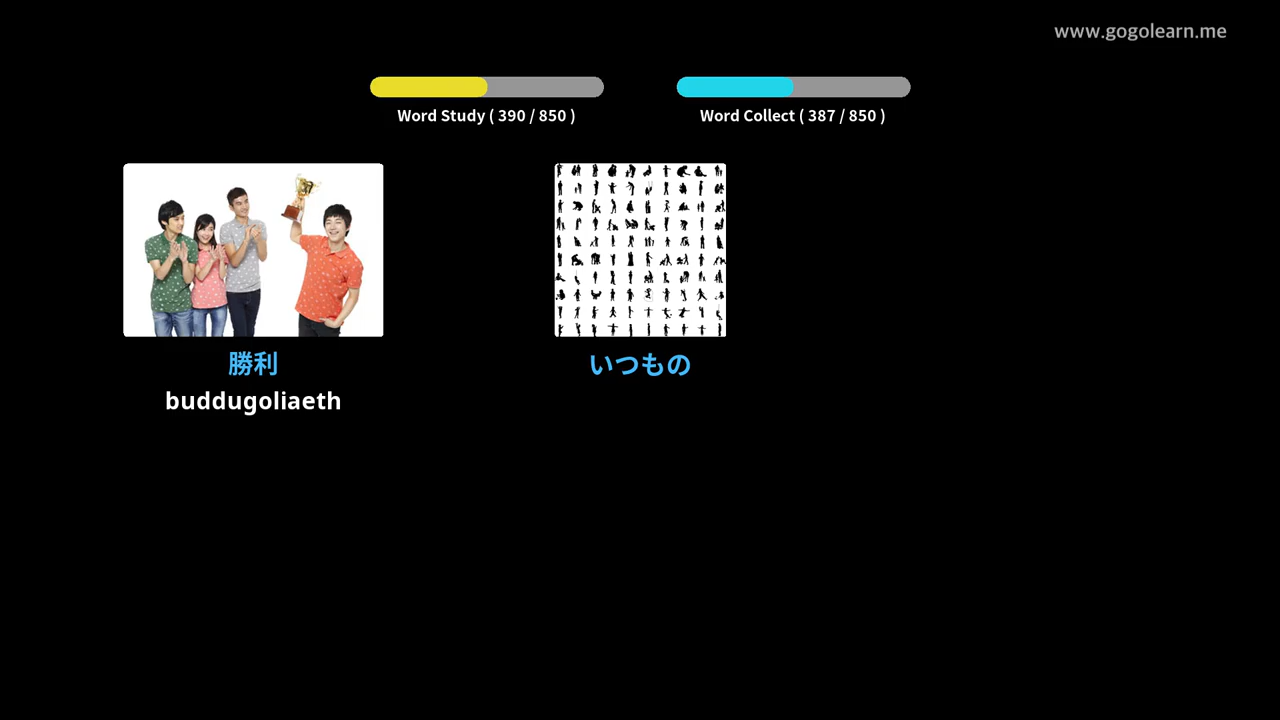 www.gogolearn.me
Word Study ( 390 / 850 )
Word Collect ( 387 / 850 )
勝利
いつもの
buddugoliaeth